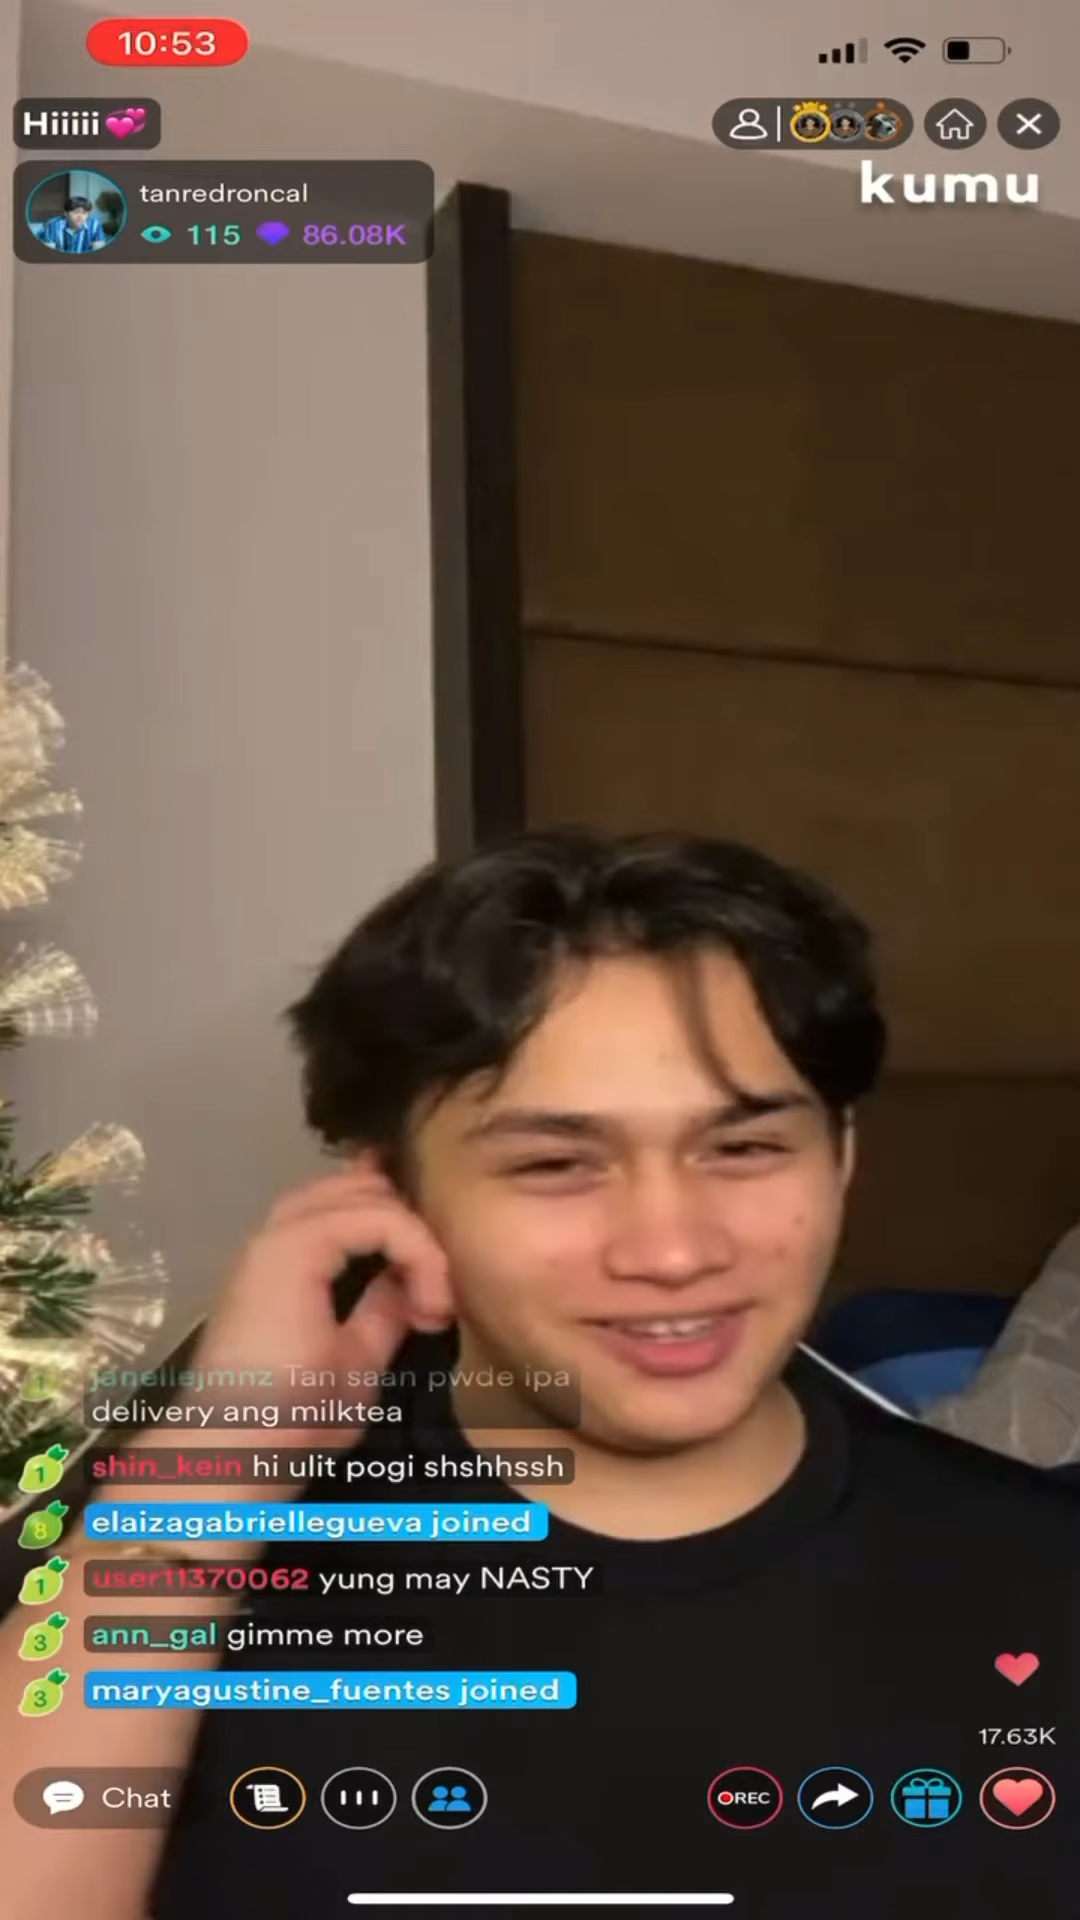 10:53
Hiiiii
kumu
tanredroncal
115 86.08K
janellejmnz Tan saan pwde ipa
delivery ang milktea
1 shin_kein hi ulit pogi shshhssh
8 elaizagabriellegueva joined
1 user11370062 yung may NASTY
3 ann_gal gimme more
3 maryagustine_fuentes joined
17.63K
Chat
REC